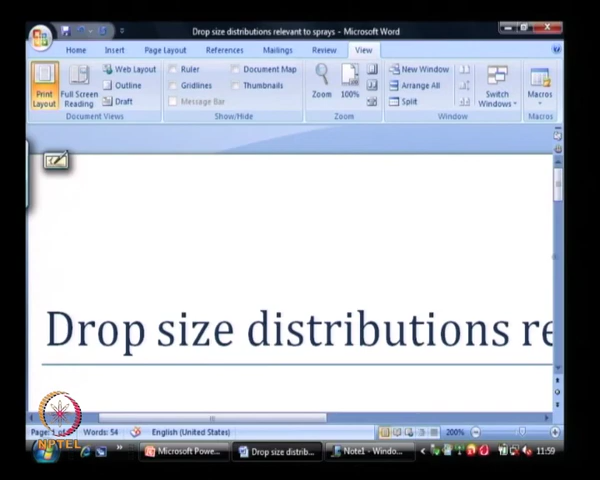 Drop size distributions relevant to sprays - Microsoft Word
Home Insert Page Layout References Mailings Review View
Print Layout
Full Screen Reading
Web Layout
Outline
Draft
Document Views
Ruler
Gridlines
Message Bar
Document Map
Thumbnails
Show/Hide
Zoom
100%
Zoom
New Window
Arrange All
Split
Switch Windows
Window
Macros
Macros
Drop size distributions re
Page: 1 of Words: 54 English (United States) 200%
NPTEL
Microsoft Powe... Drop size distrib... Note1 - Windo... 11:59